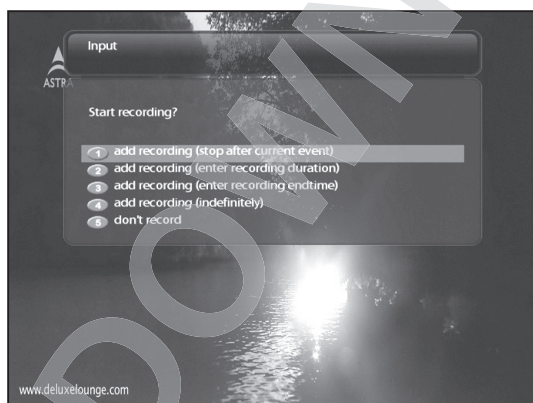 Input
ASTRA
Start recording?
1 add recording (stop after current event)
2 add recording (enter recording duration)
3 add recording (enter recording endtime)
4 add recording (indefinitely)
5 don't record
www.deluxelounge.com